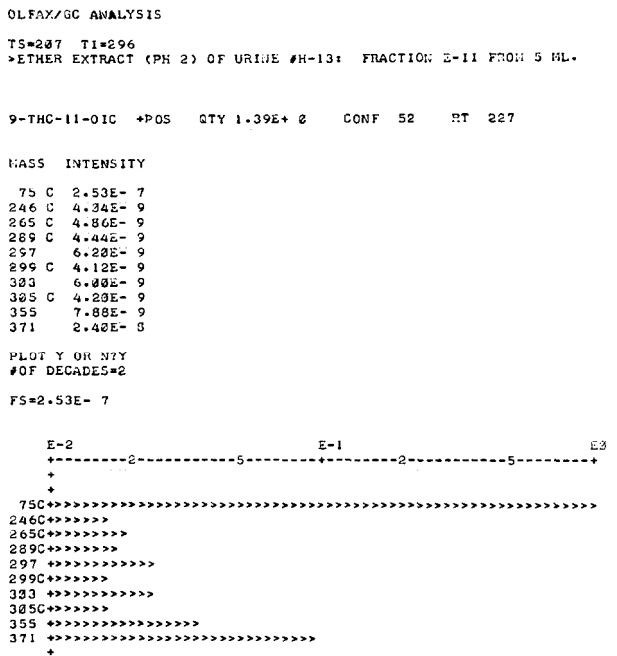 OLFAX/GC ANALYSIS
TS=207 TI=296
>ETHER EXTRACT (PH 2) OF URINE #H-13: FRACTION E-II FROM 5 ML.
9-THC-11-OIC +POS QTY 1.39E+ 0 CONF 52 RT 227
MASS INTENSITY
75 C 2.53E- 7
246 C 4.34E- 9
265 C 4.86E- 9
289 C 4.44E- 9
297 6.20E- 9
299 C 4.12E- 9
303 6.00E- 9
305 C 4.20E- 9
355 7.88E- 9
371 2.40E- 8
PLOT Y OR N?Y
#OF DECADES=2
FS=2.53E- 7
E-2 E-1 E0
+---------2-----------5--------+---------2-----------5--------+
+
+
75C+>>>>>>>>>>>>>>>>>>>>>>>>>>>>>>>>>>>>>>>>>>>>>>>>>>>>>>>>>>>>>
246C+>>>>>>
265C+>>>>>>>>
289C+>>>>>>>
297 +>>>>>>>>>>>
299C+>>>>>>
303 +>>>>>>>>>>>
305C+>>>>>>
355 +>>>>>>>>>>>>>>>>
371 +>>>>>>>>>>>>>>>>>>>>>>>>>>>>>
+